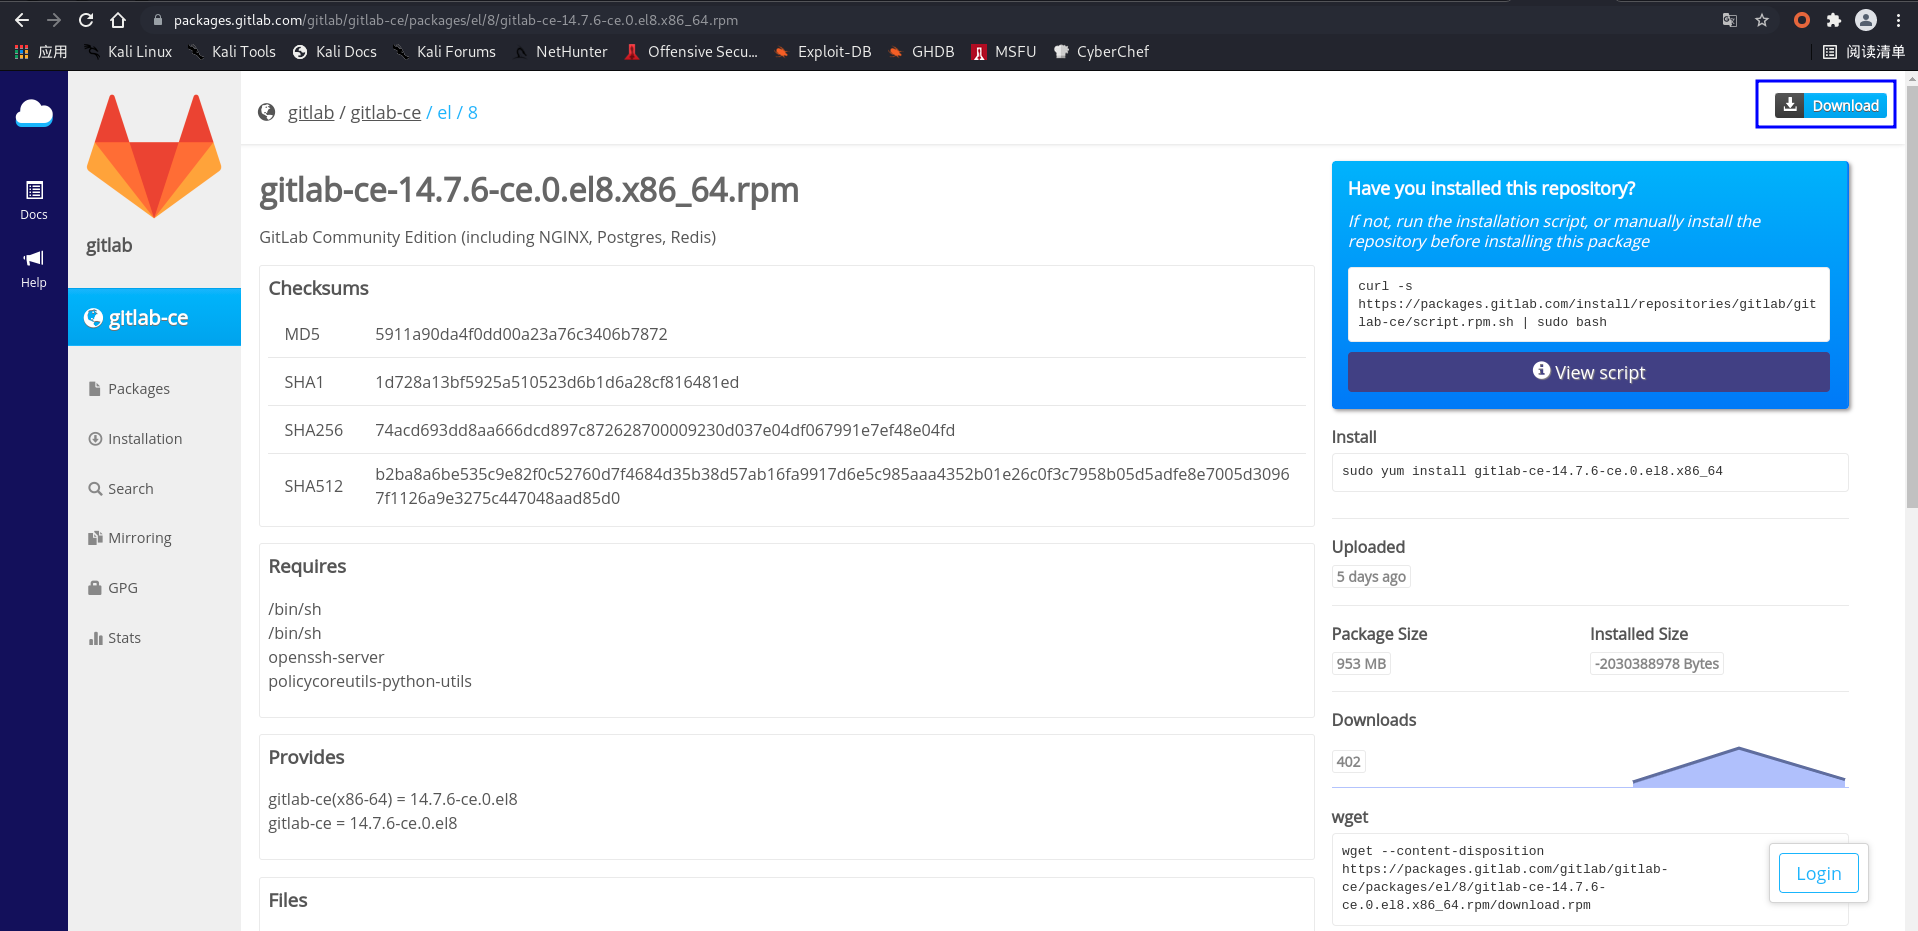 packages.gitlab.com/gitlab/gitlab-ce/packages/el/8/gitlab-ce-14.7.6-ce.0.el8.x86_64.rpm
应用 Kali Linux Kali Tools Kali Docs Kali Forums NetHunter Offensive Secu... Exploit-DB GHDB MSFU CyberChef 阅读清单
gitlab / gitlab-ce / el / 8
Download
Docs
Help
gitlab
gitlab-ce
Packages
Installation
Search
Mirroring
GPG
Stats
gitlab-ce-14.7.6-ce.0.el8.x86_64.rpm
GitLab Community Edition (including NGINX, Postgres, Redis)
Checksums
MD5 5911a90da4f0dd00a23a76c3406b7872
SHA1 1d728a13bf5925a510523d6b1d6a28cf816481ed
SHA256 74acd693dd8aa666dcd897c872628700009230d037e04df067991e7ef48e04fd
SHA512 b2ba8a6be535c9e82f0c52760d7f4684d35b38d57ab16fa9917d6e5c985aaa4352b01e26c0f3c7958b05d5adfe8e7005d3096
7f1126a9e3275c447048aad85d0
Requires
/bin/sh
/bin/sh
openssh-server
policycoreutils-python-utils
Provides
gitlab-ce(x86-64) = 14.7.6-ce.0.el8
gitlab-ce = 14.7.6-ce.0.el8
Files
Have you installed this repository?
If not, run the installation script, or manually install the
repository before installing this package
curl -s
https://packages.gitlab.com/install/repositories/gitlab/git
lab-ce/script.rpm.sh | sudo bash
View script
Install
sudo yum install gitlab-ce-14.7.6-ce.0.el8.x86_64
Uploaded
5 days ago
Package Size Installed Size
953 MB -2030388978 Bytes
Downloads
402
wget
wget --content-disposition
https://packages.gitlab.com/gitlab/gitlab-
ce/packages/el/8/gitlab-ce-14.7.6-
ce.0.el8.x86_64.rpm/download.rpm
Login